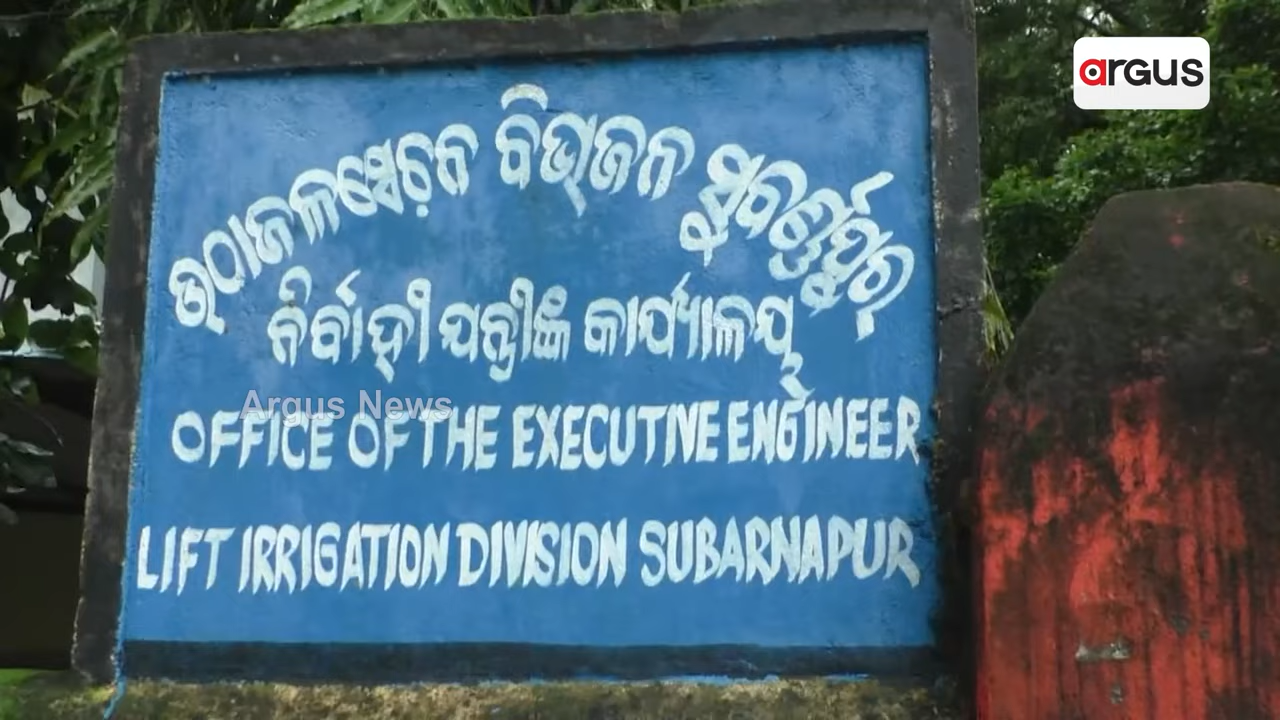 argus
ଉଠାଜଳସେଚନ ବିଭାଜନ ସୁବର୍ଣ୍ଣପୁର
ନିର୍ବାହୀ ଯନ୍ତ୍ରୀଙ୍କ କାର୍ଯ୍ୟାଳୟ
Argus News
OFFICE OF THE EXECUTIVE ENGINEER
LIFT IRRIGATION DIVISION SUBARNAPUR